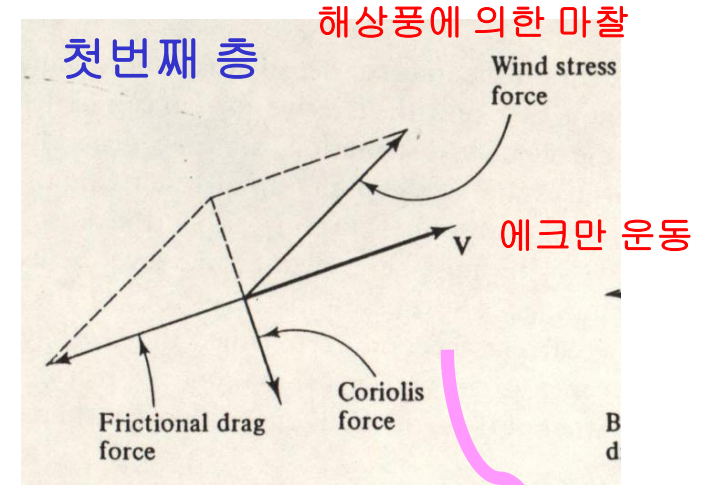 해상풍에 의한 마찰
첫번째 층
Wind stress
force
에크만 운동
V
Coriolis
force
Frictional drag
force